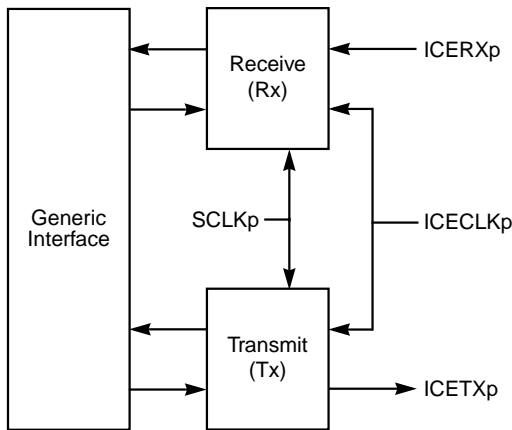 Receive
(Rx)
ICERXp
Generic
Interface
SCLKp
ICECLKp
Transmit
(Tx)
ICETXp